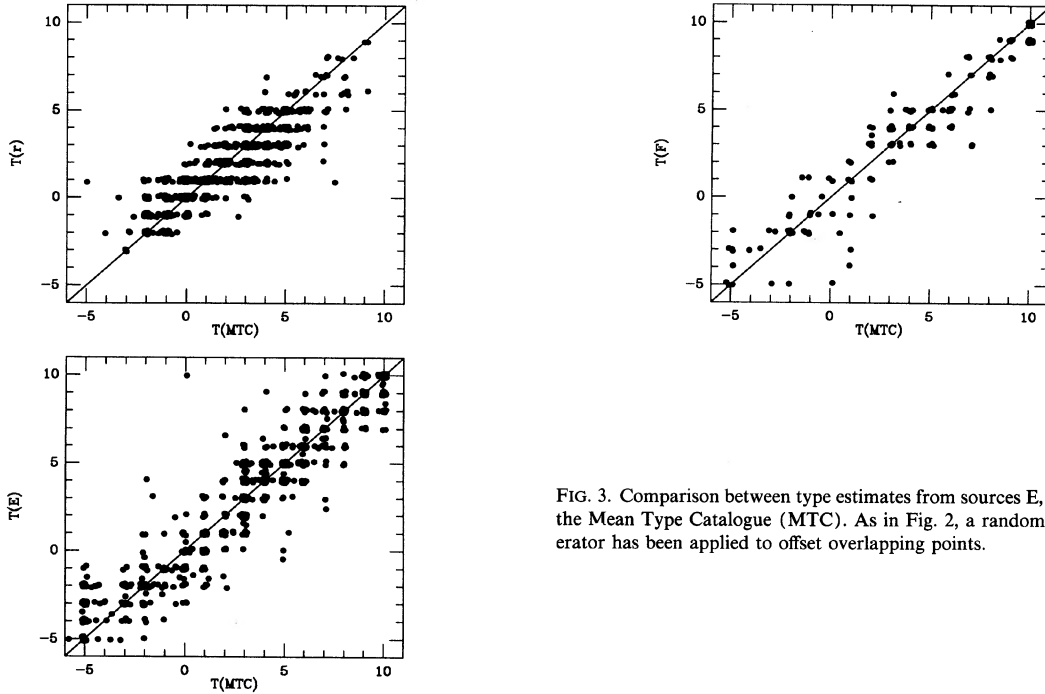 10
5
0
−5
T(r)
−5 0 5 10
T(MTC)
10
5
0
−5
T(F)
−5 0 5 10
T(MTC)
10
5
0
−5
T(E)
−5 0 5 10
T(MTC)
FIG. 3. Comparison between type estimates from sources E,
the Mean Type Catalogue (MTC). As in Fig. 2, a random
erator has been applied to offset overlapping points.